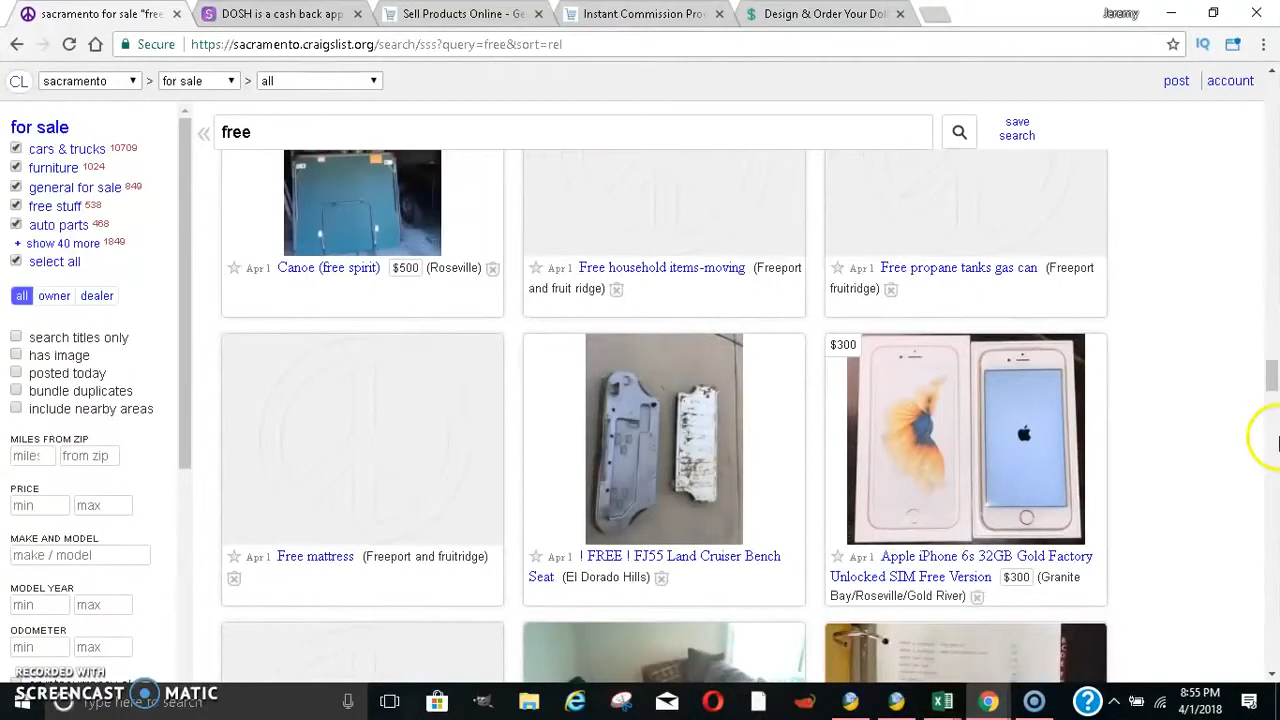 sacramento for sale "free
DOSH is a cash back app
Sell Products Online - Ge
Instant Commission Pro
Design & Order Your Do
Jeremy
Secure https://sacramento.craigslist.org/search/sss?query=free&sort=rel
IQ
CL sacramento > for sale > all
post account
for sale
cars & trucks 10709
furniture 1024
general for sale 849
free stuff 538
auto parts 468
+ show 40 more 1849
select all
all owner dealer
search titles only
has image
posted today
bundle duplicates
include nearby areas
MILES FROM ZIP
miles from zip
PRICE
min max
MAKE AND MODEL
make / model
MODEL YEAR
min max
ODOMETER
min max
free
save
search
Apr 1 Canoe (free spirit) $500 (Roseville)
Apr 1 Free household items-moving (Freeport
and fruit ridge)
Apr 1 Free propane tanks gas can (Freeport
fruitridge)
Apr 1 Free mattress (Freeport and fruitridge)
Apr 1 ! FREE ! FJ55 Land Cruiser Bench
Seat (El Dorado Hills)
$300
Apr 1 Apple iPhone 6s 32GB Gold Factory
Unlocked SIM Free Version $300 (Granite
Bay/Roseville/Gold River)
RECORDED WITH
SCREENCAST MATIC
Type here to search
8:55 PM
4/1/2018